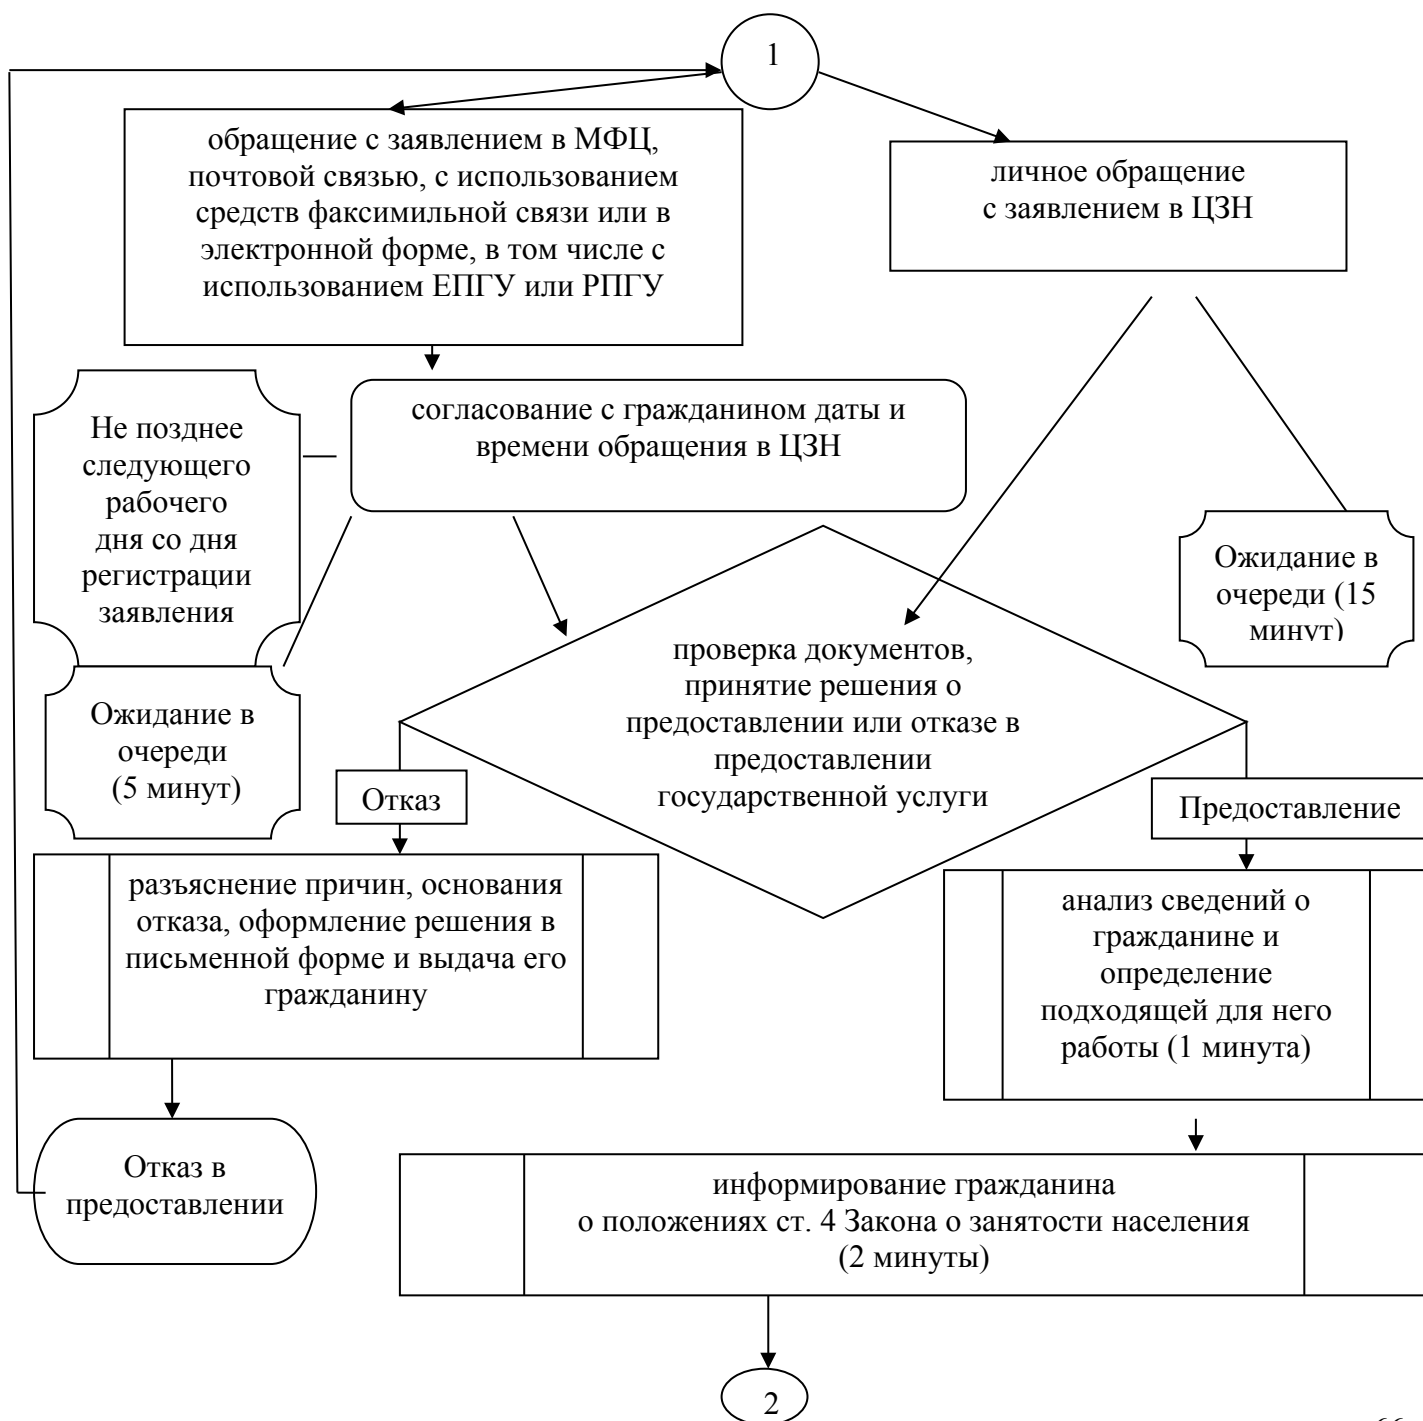 1
обращение с заявлением в МФЦ,
почтовой связью, с использованием
средств факсимильной связи или в
электронной форме, в том числе с
использованием ЕПГУ или РПГУ
личное обращение
с заявлением в ЦЗН
согласование с гражданином даты и
времени обращения в ЦЗН
Не позднее
следующего
рабочего
дня со дня
регистрации
заявления
Ожидание в
очереди (15
минут)
Ожидание в
очереди
(5 минут)
проверка документов,
принятие решения о
предоставлении или отказе в
предоставлении
государственной услуги
Отказ
Предоставление
разъяснение причин, основания
отказа, оформление решения в
письменной форме и выдача его
гражданину
анализ сведений о
гражданине и
определение
подходящей для него
работы (1 минута)
Отказ в
предоставлении
информирование гражданина
о положениях ст. 4 Закона о занятости населения
(2 минуты)
2